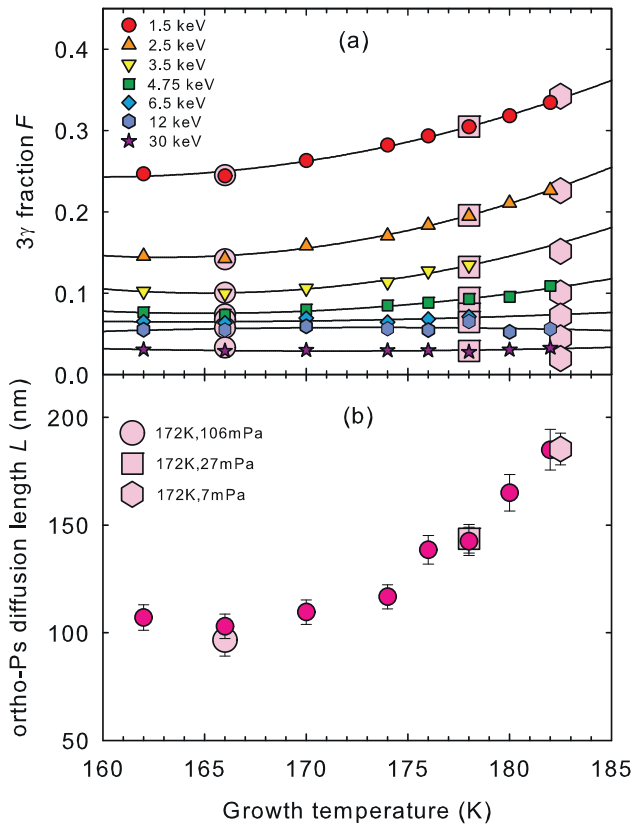 (a)
1.5 keV
2.5 keV
3.5 keV
4.75 keV
6.5 keV
12 keV
30 keV
0.4
0.3
0.2
0.1
0.0
3γ fraction F
(b)
172K,106mPa
172K,27mPa
172K,7mPa
200
150
100
50
ortho-Ps diffusion length L (nm)
160 165 170 175 180 185
Growth temperature (K)